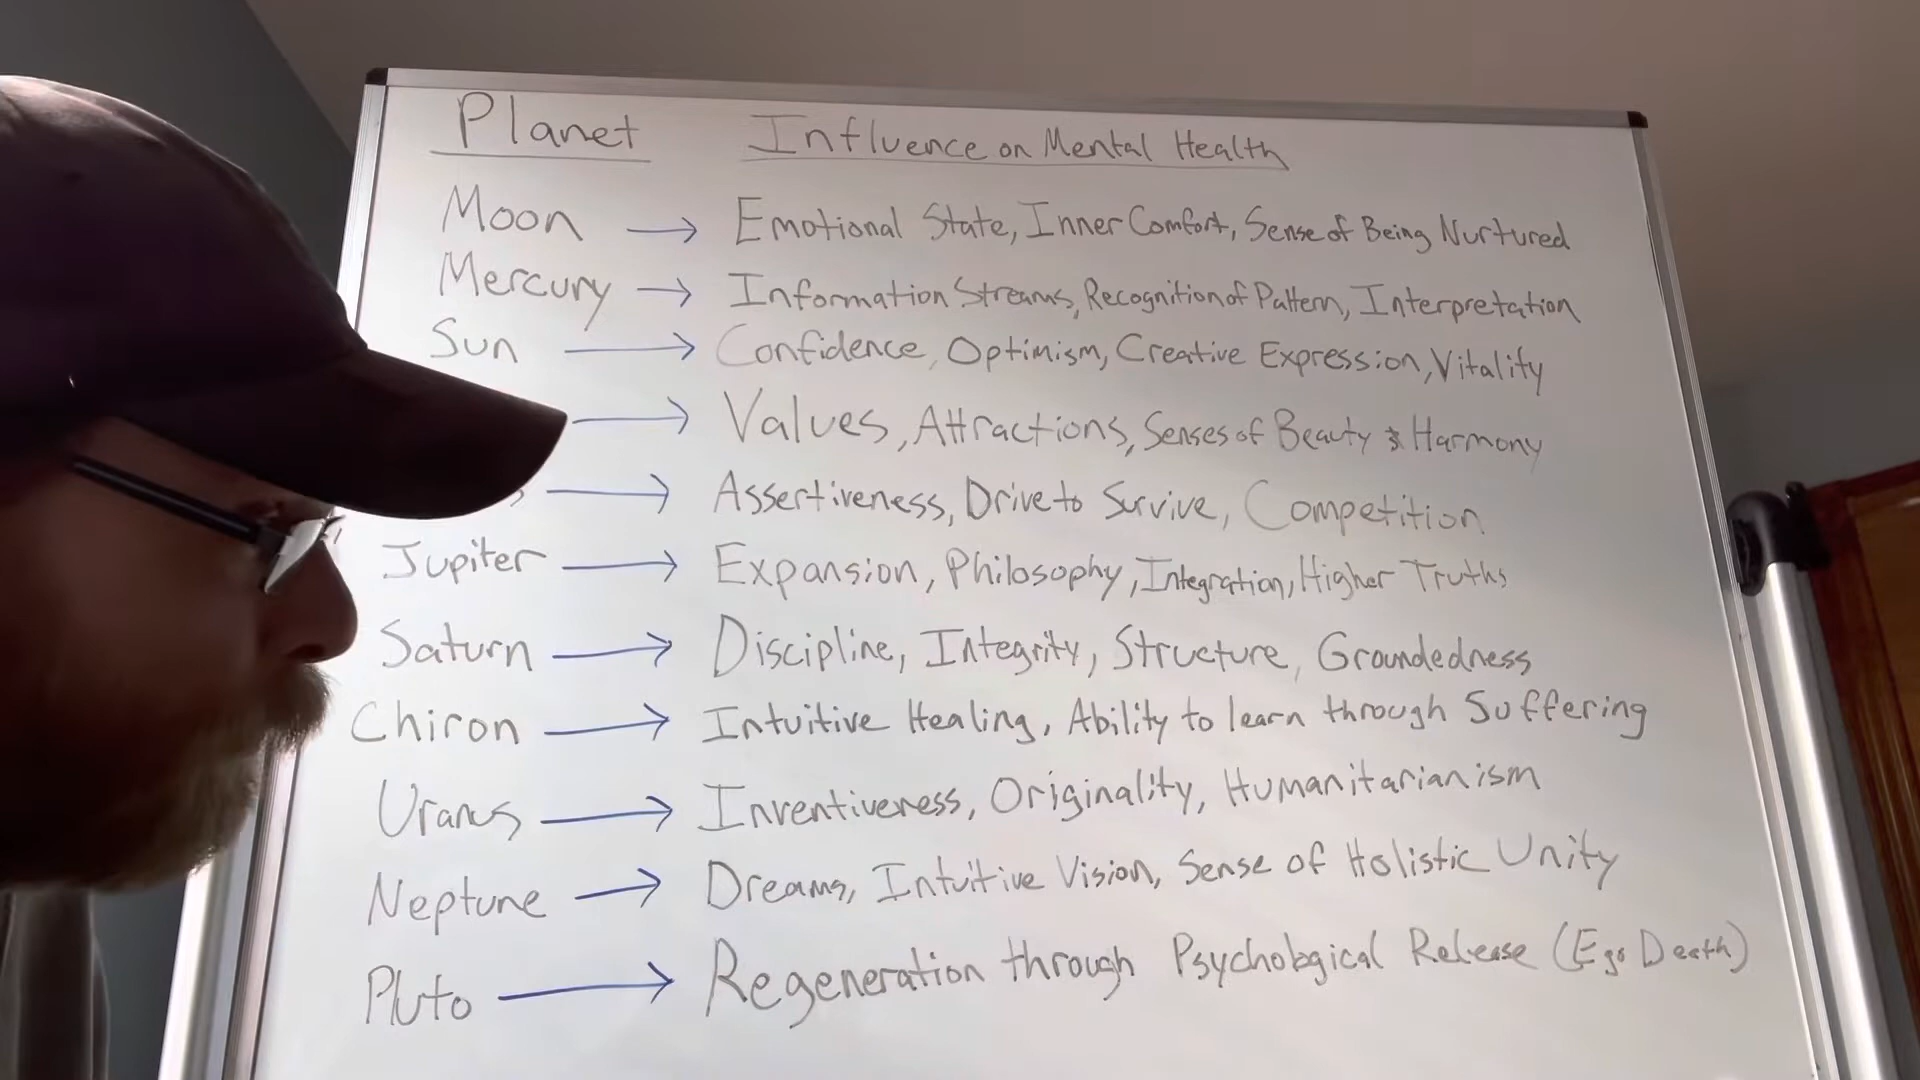 Planet Influence on Mental Health
Moon → Emotional State, Inner Comfort, Sense of Being Nurtured
Mercury → Information Streams, Recognition of Pattern, Interpretation
Sun → Confidence, Optimism, Creative Expression, Vitality
→ Values, Attractions, Senses of Beauty & Harmony
→ Assertiveness, Drive to Survive, Competition
Jupiter → Expansion, Philosophy, Integration, Higher Truths
Saturn → Discipline, Integrity, Structure, Groundedness
Chiron → Intuitive Healing, Ability to learn through Suffering
Uranus → Inventiveness, Originality, Humanitarianism
Neptune → Dreams, Intuitive Vision, Sense of Holistic Unity
Pluto → Regeneration through Psychological Release (Ego Death)